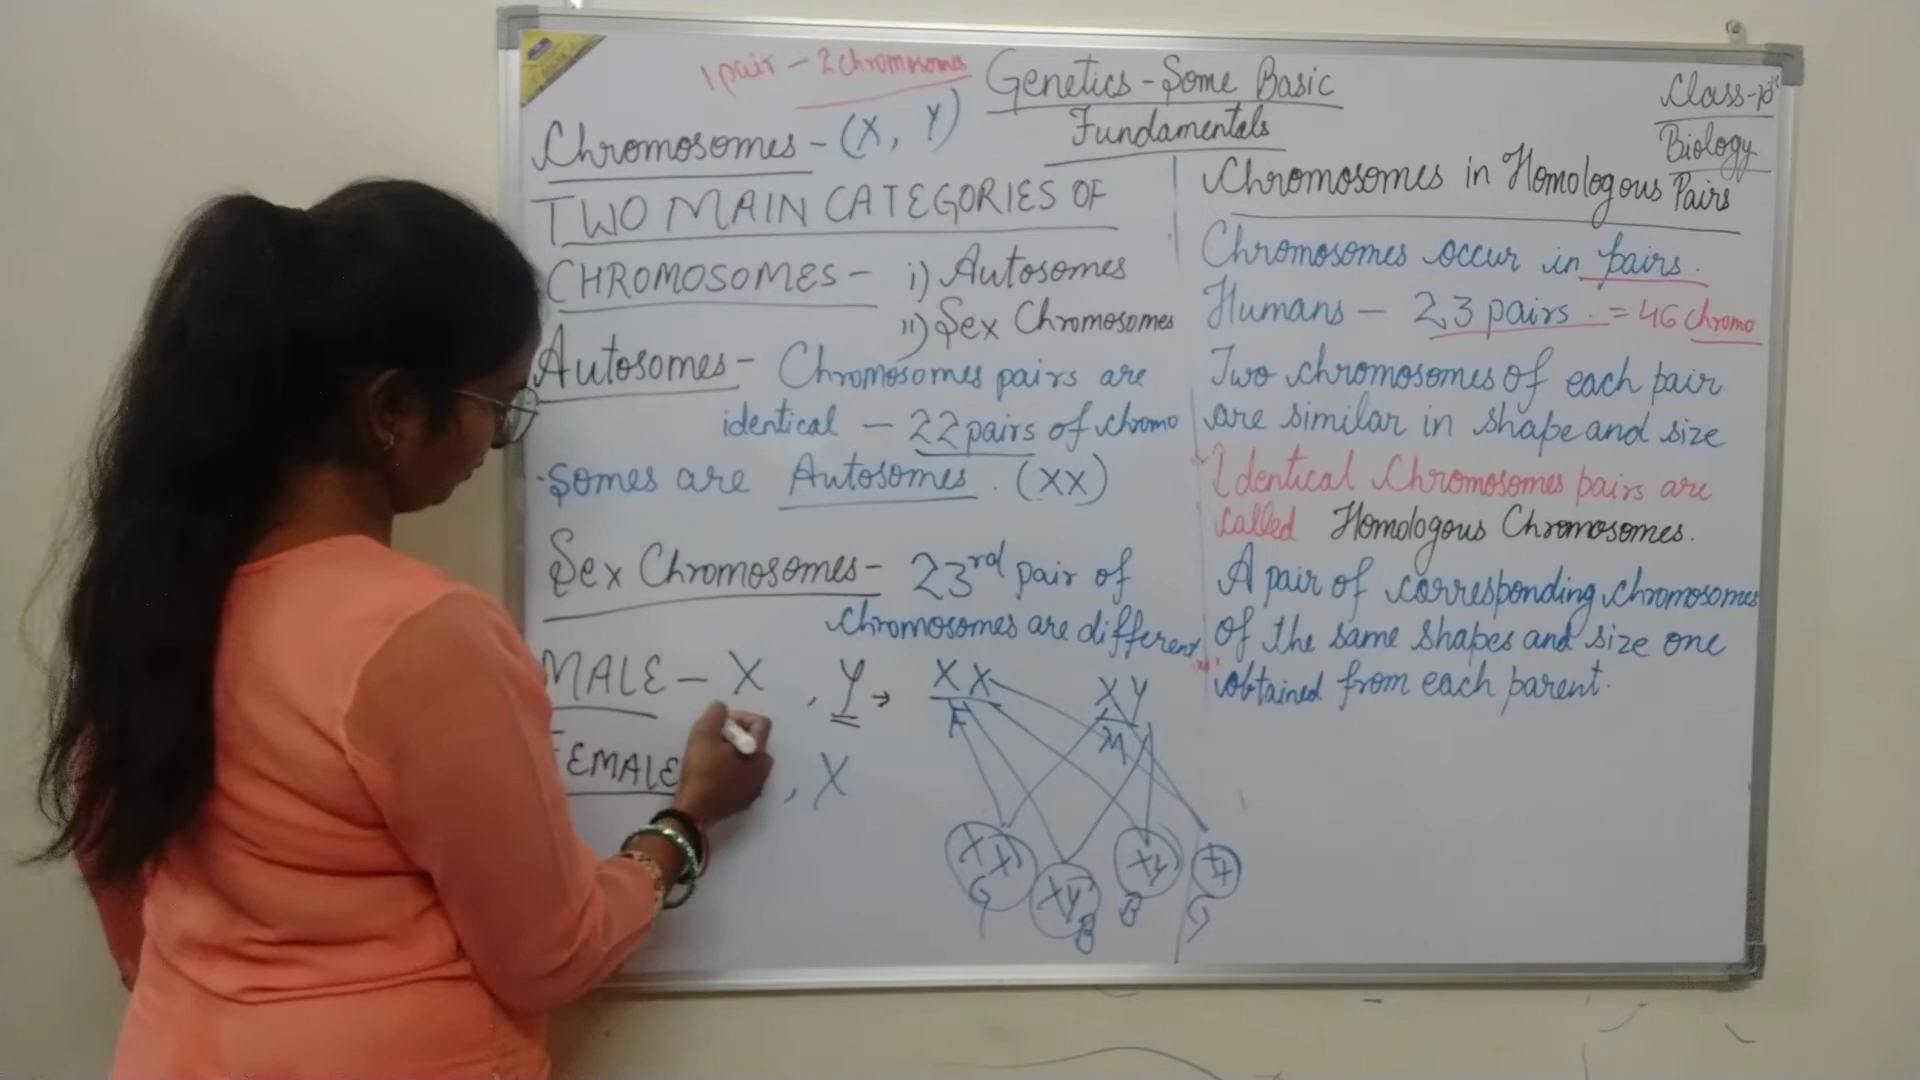 1 pair - 2 chromosomes
Genetics - Some Basic
Fundamentals
Class-10
Biology
Chromosomes - (X, Y)
TWO MAIN CATEGORIES OF
CHROMOSOMES - i) Autosomes
ii) Sex Chromosomes
Autosomes - Chromosomes pairs are
identical - 22 pairs of chromo
-somes are Autosomes. (XX)
Sex Chromosomes - 23rd pair of
chromosomes are different
MALE - X , Y →
FEMALE , X
XX XY
F M
XX XY XY
G B B G
Chromosomes in Homologous Pairs
Chromosomes occur in pairs.
Humans - 23 pairs. = 46 chromo
Two chromosomes of each pair
are similar in shape and size
Identical Chromosomes pairs are
called Homologous Chromosomes.
A pair of corresponding chromosomes
of the same shapes and size one
obtained from each parent.